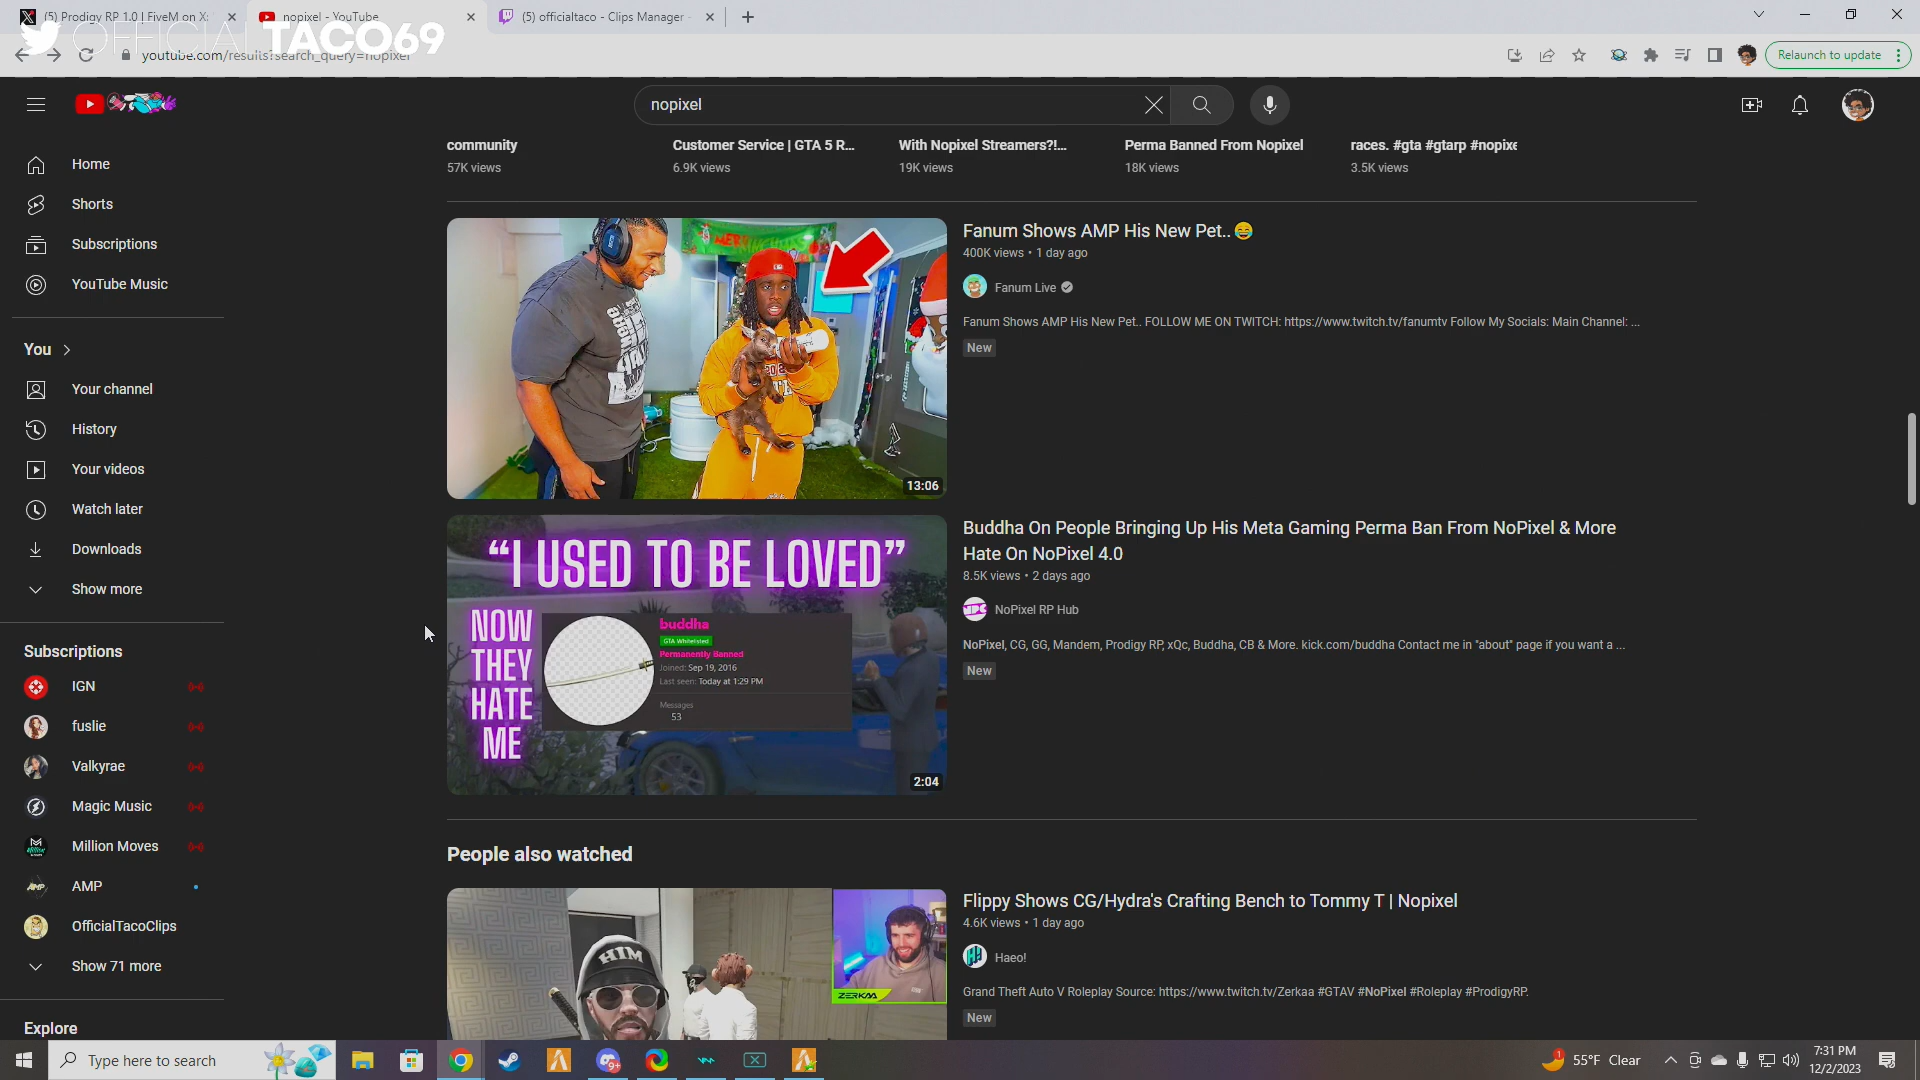 (5) Prodigy RP 1.0 | FiveM on X:
nopixel - YouTube
(5) officialtaco - Clips Manager
OFFICIALTACO69
youtube.com/results?search_query=nopixel
Relaunch to update
nopixel
community
57K views
Customer Service | GTA 5 R...
6.9K views
With Nopixel Streamers?!...
19K views
Perma Banned From Nopixel
18K views
races. #gta #gtarp #nopixe
3.5K views
Home
Shorts
Subscriptions
YouTube Music
You
Your channel
History
Your videos
Watch later
Downloads
Show more
Subscriptions
IGN
fuslie
Valkyrae
Magic Music
Million Moves
AMP
OfficialTacoClips
Show 71 more
Explore
13:06
Fanum Shows AMP His New Pet..😂
400K views • 1 day ago
Fanum Live
Fanum Shows AMP His New Pet.. FOLLOW ME ON TWITCH: https://www.twitch.tv/fanumtv Follow My Socials: Main Channel: ...
New
“I USED TO BE LOVED”
NOW
THEY
HATE
ME
buddha
GTA Whitelisted
Permanently Banned
Joined: Sep 19, 2016
Last seen: Today at 1:29 PM
Messages
53
2:04
Buddha On People Bringing Up His Meta Gaming Perma Ban From NoPixel & More
Hate On NoPixel 4.0
8.5K views • 2 days ago
NoPixel RP Hub
NoPixel, CG, GG, Mandem, Prodigy RP, xQc, Buddha, CB & More. kick.com/buddha Contact me in "about" page if you want a ...
New
People also watched
HIM
ZERKAA
Flippy Shows CG/Hydra's Crafting Bench to Tommy T | Nopixel
4.6K views • 1 day ago
Haeo!
Grand Theft Auto V Roleplay Source: https://www.twitch.tv/Zerkaa #GTAV #NoPixel #Roleplay #ProdigyRP.
New
Type here to search
9+
1
55°F Clear
7:31 PM
12/2/2023